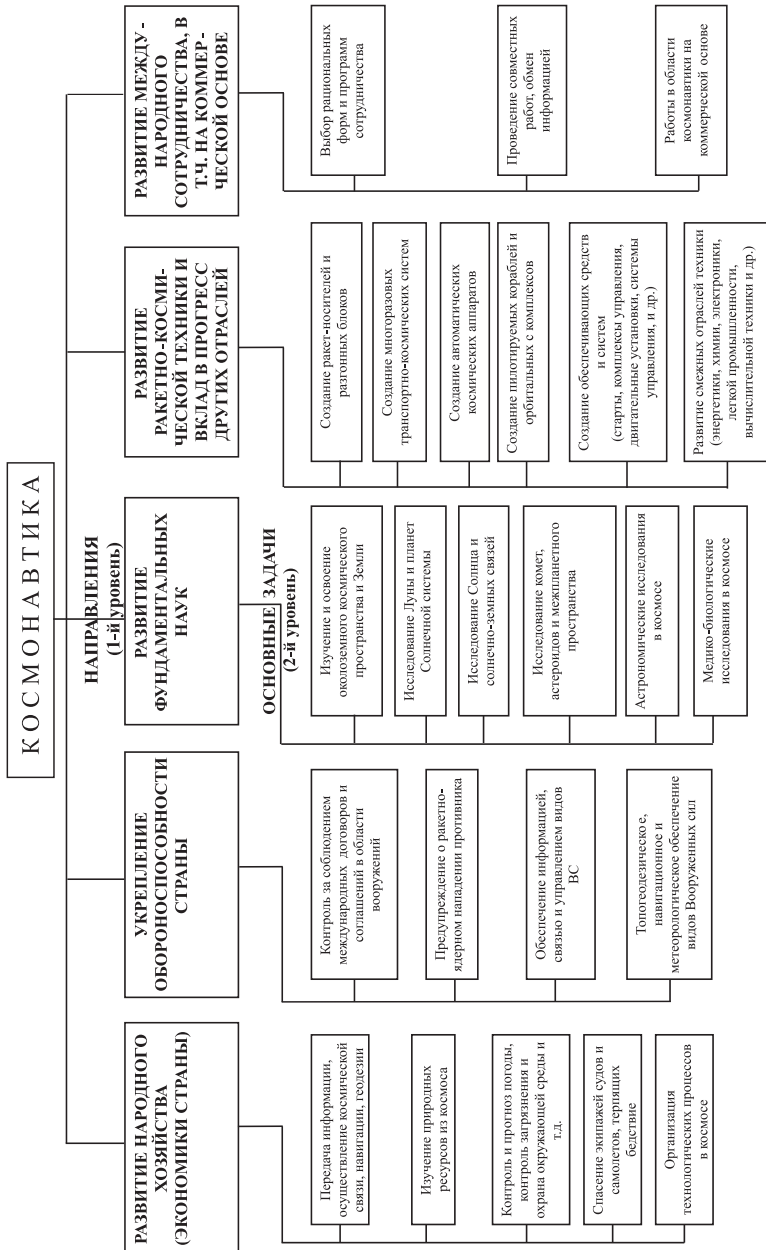 КОСМОНАВТИКА
НАПРАВЛЕНИЯ
(1-й уровень)
РАЗВИТИЕ НАРОДНОГО
ХОЗЯЙСТВА
(ЭКОНОМИКИ СТРАНЫ)
УКРЕПЛЕНИЕ
ОБОРОНОСПОСОБНОСТИ
СТРАНЫ
РАЗВИТИЕ
ФУНДАМЕНТАЛЬНЫХ
НАУК
РАЗВИТИЕ
РАКЕТНО-КОСМИ-
ЧЕСКОЙ ТЕХНИКИ И
ВКЛАД В ПРОГРЕСС
ДРУГИХ ОТРАСЛЕЙ
РАЗВИТИЕ МЕЖДУ-
НАРОДНОГО
СОТРУДНИЧЕСТВА, В
Т.Ч. НА КОММЕР-
ЧЕСКОЙ ОСНОВЕ
ОСНОВНЫЕ ЗАДАЧИ
(2-й уровень)
Передача информации,
осуществление космической
связи, навигации, геодезии
Изучение природных
ресурсов из космоса
Контроль и прогноз погоды,
контроль загрязнения и
охрана окружающей среды и
т.д.
Спасение экипажей судов и
самолетов, терпящих
бедствие
Организация
технологических процессов
в космосе
Контроль за соблюдением
международных договоров и
соглашений в области
вооружений
Предупреждение о ракетно-
ядерном нападении противника
Обеспечение информацией,
связью и управлением видов
ВС
Топогеодезическое,
навигационное и
метеорологическое обеспечение
видов Вооруженных сил
Изучение и освоение
околоземного космического
пространства и Земли
Исследование Луны и планет
Солнечной системы
Исследование Солнца и
солнечно-земных связей
Исследование комет,
астероидов и межпланетного
пространства
Астрономические исследования
в космосе
Медико-биологические
исследования в космосе
Создание ракет-носителей и
разгонных блоков
Создание многоразовых
транспортно-космических систем
Создание автоматических
космических аппаратов
Создание пилотируемых кораблей и
орбитальных с комплексов
Создание обеспечивающих средств
и систем
(старты, комплексы управления,
двигательные установки, системы
управления, и др.)
Развитие смежных отраслей техники
(энергетики, химии, электроники,
легкой промышленности,
вычислительной техники и др.)
Выбор рациональных
форм и программ
сотрудничества
Проведение совместных
работ, обмен
информацией
Работы в области
космонавтики на
коммерческой основе